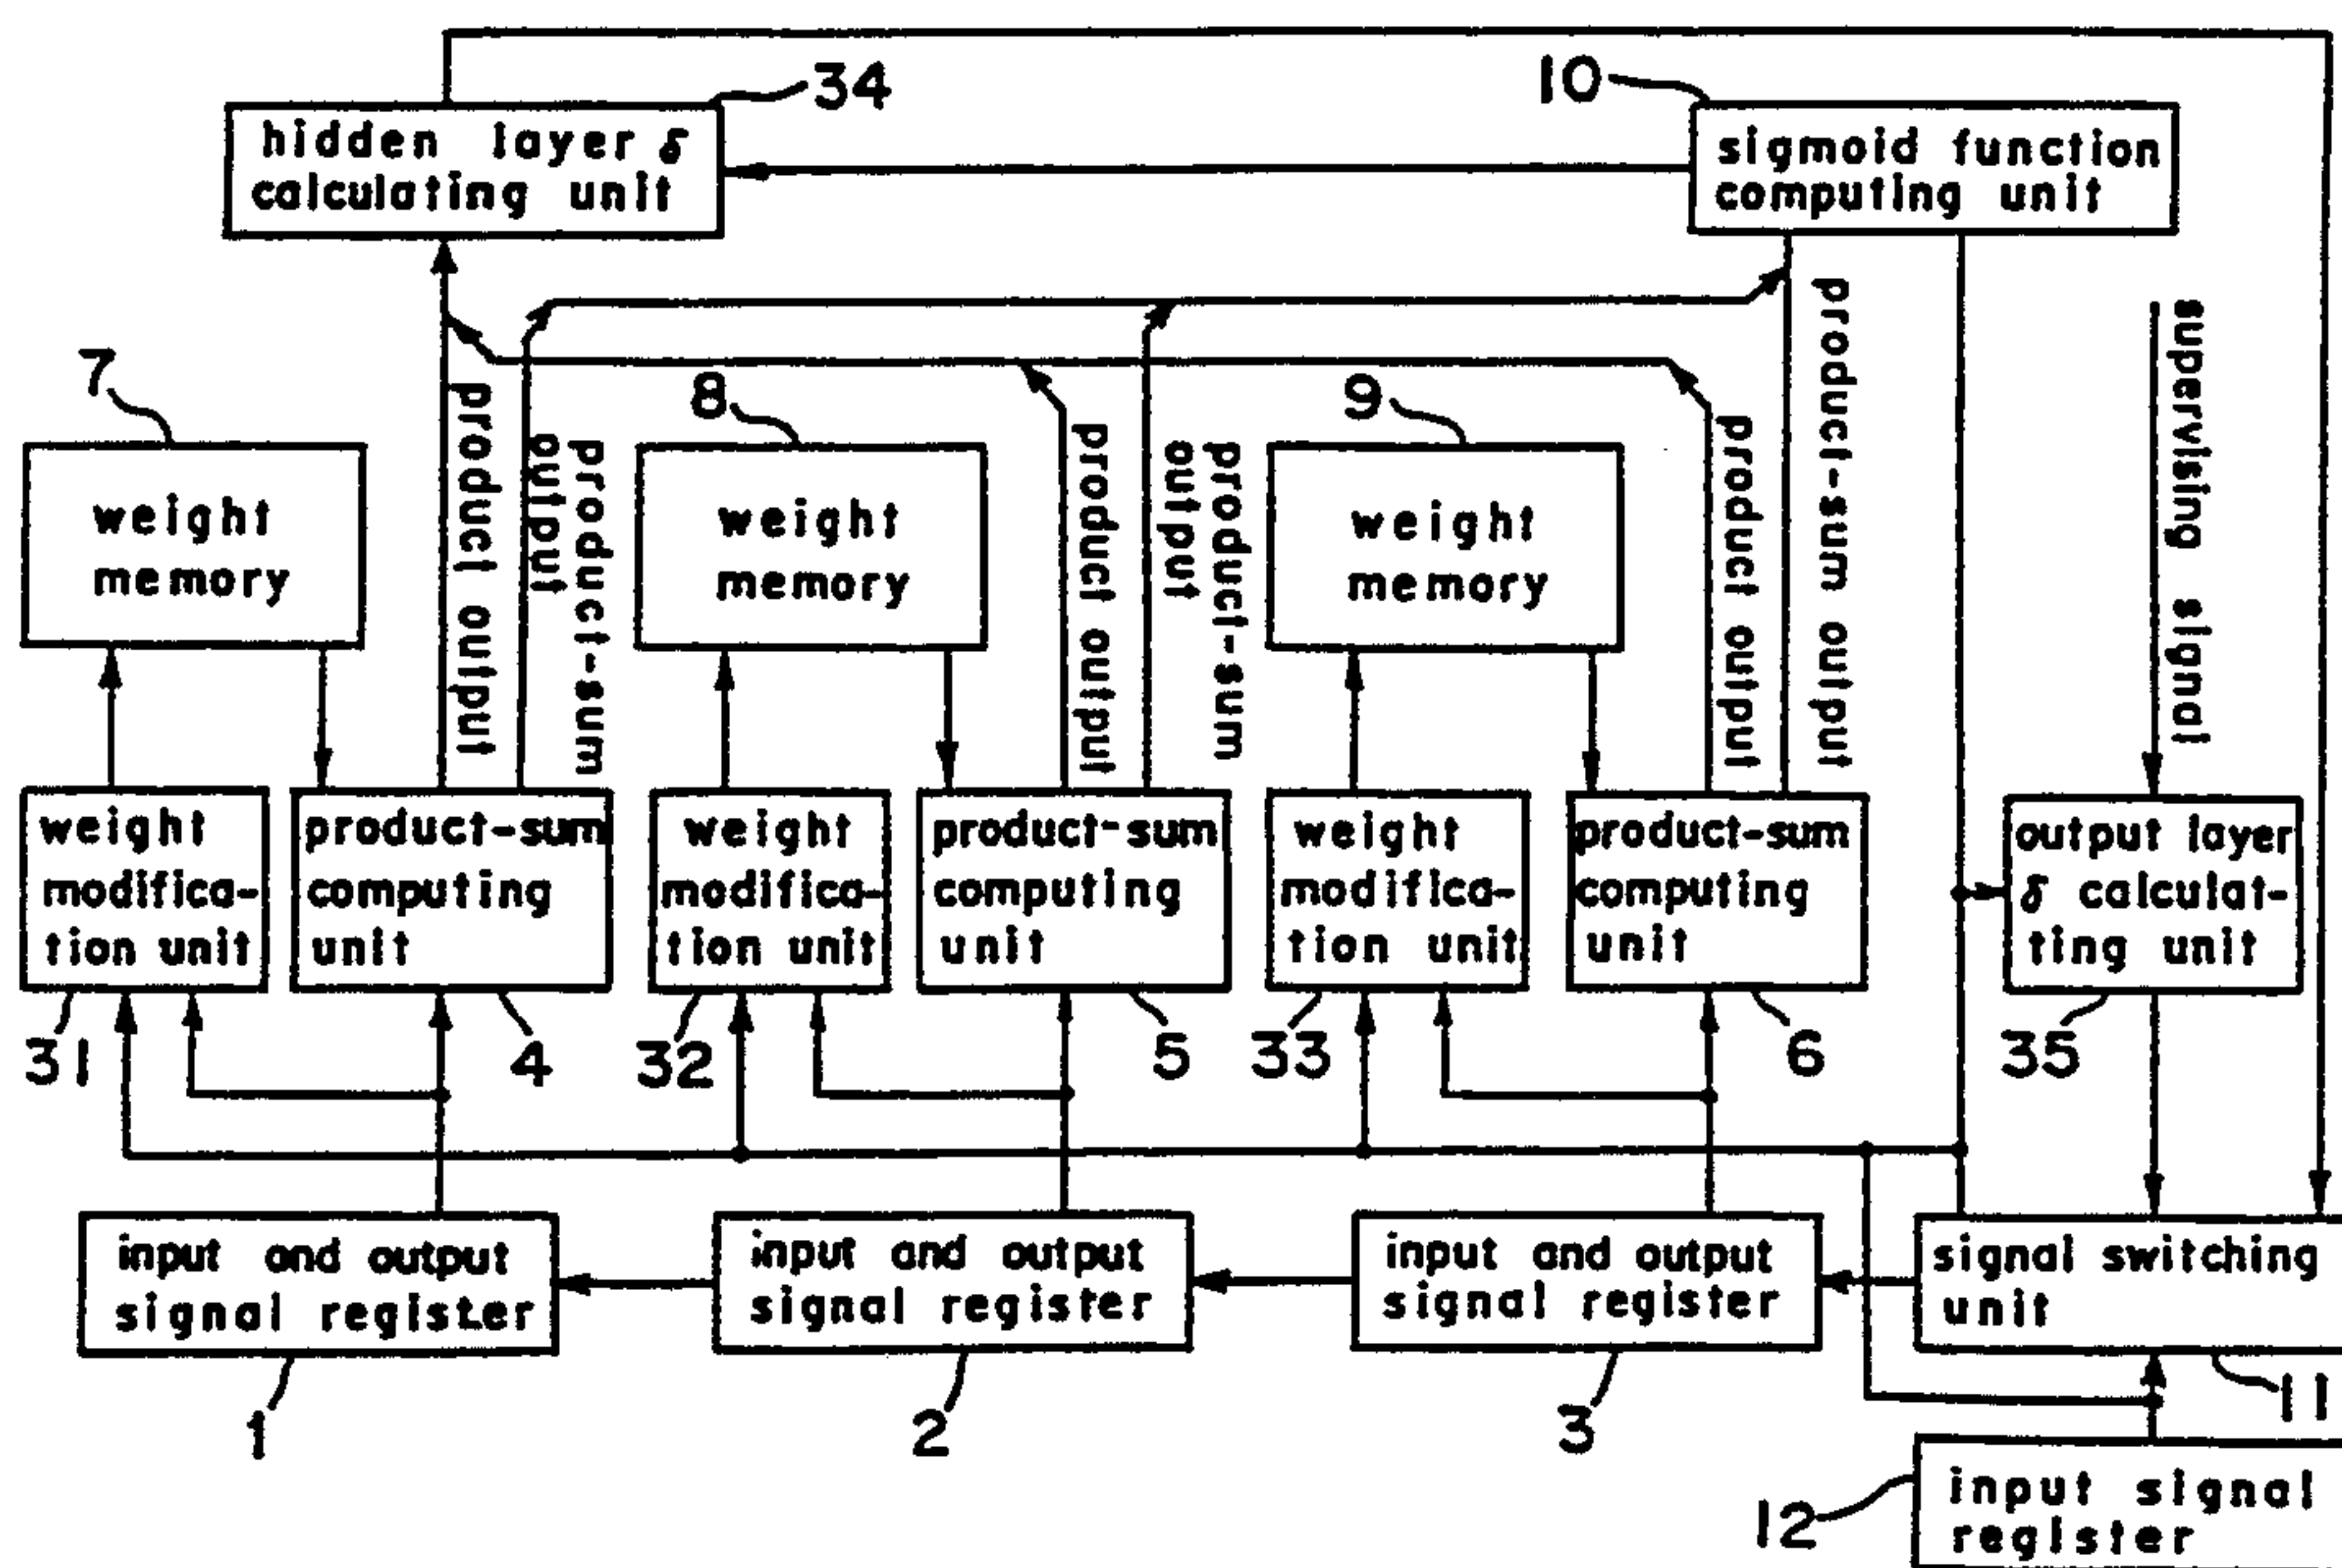 34
10
hidden layer δ
calculating unit
sigmoid function
computing unit
7
8
9
weight
memory
weight
memory
weight
memory
product output
product-sum
output
product output
product-sum
output
product output
product-sum output
supervising signal
weight
modifica-
tion unit
product-sum
computing
unit
weight
modifica-
tion unit
product-sum
computing
unit
weight
modifica-
tion unit
product-sum
computing
unit
output layer
δ calculat-
ting unit
31
4
32
5
33
6
35
input and output
signal register
input and output
signal register
input and output
signal register
signal switching
unit
1
2
3
11
12
input signal
register